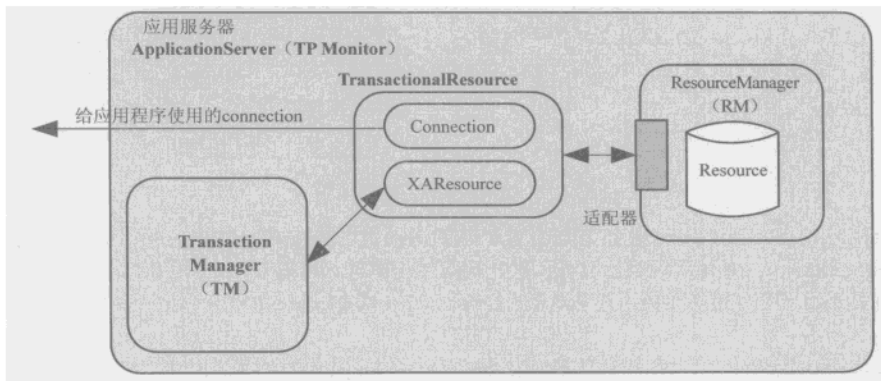 应用服务器
ApplicationServer（TP Monitor）
TransactionalResource
ResourceManager
（RM）
给应用程序使用的connection
Connection
XAResource
Resource
适配器
Transaction
Manager
（TM）